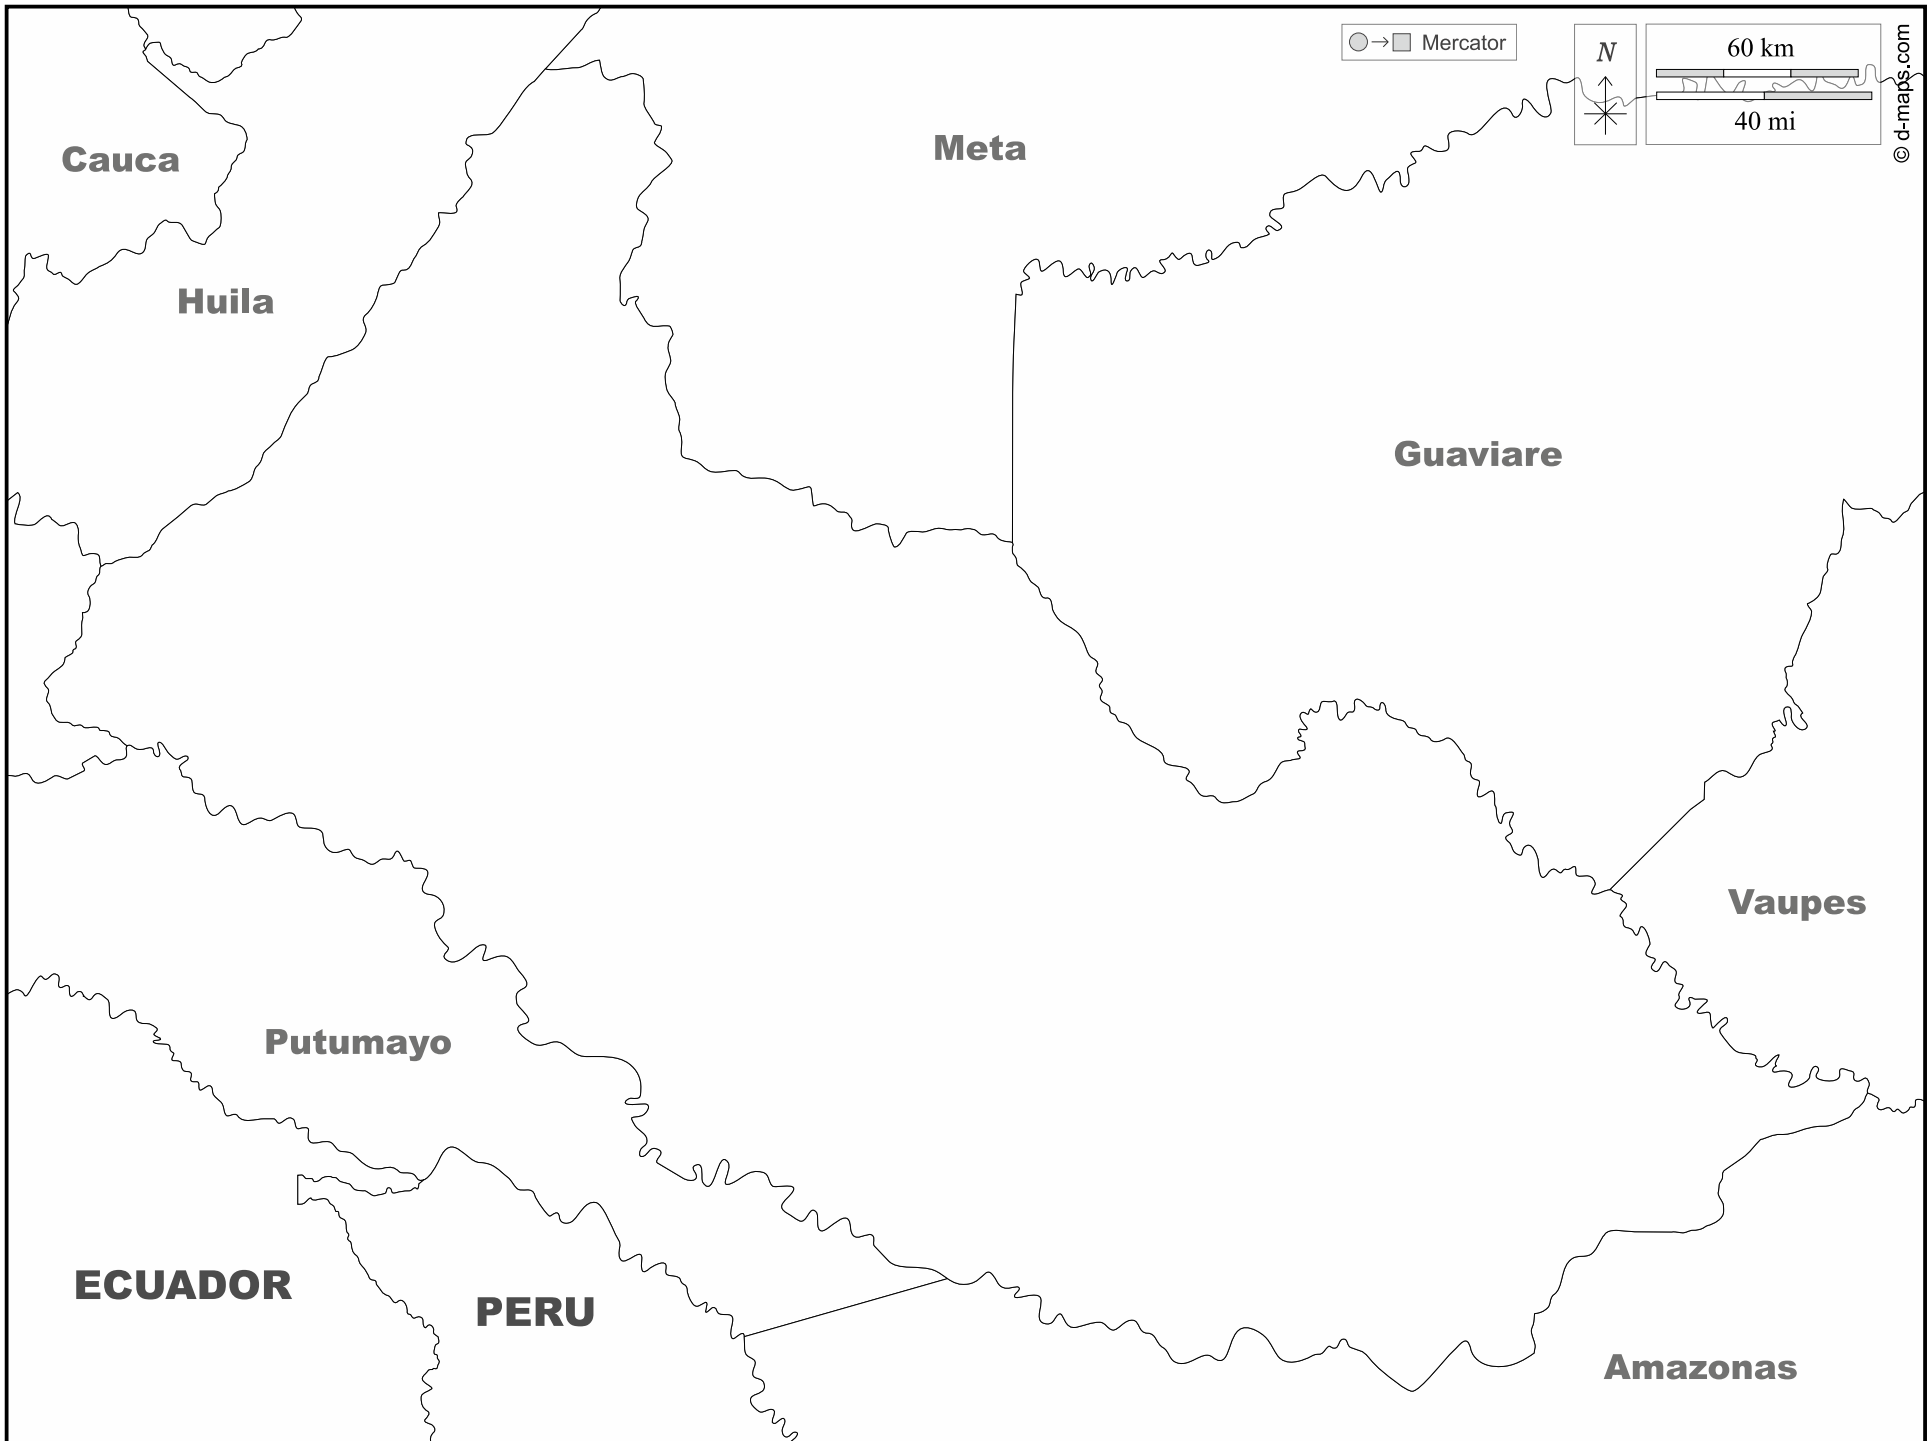 Mercator
N
60 km
40 mi
© d-maps.com
Cauca
Meta
Huila
Guaviare
Vaupes
Putumayo
ECUADOR
PERU
Amazonas